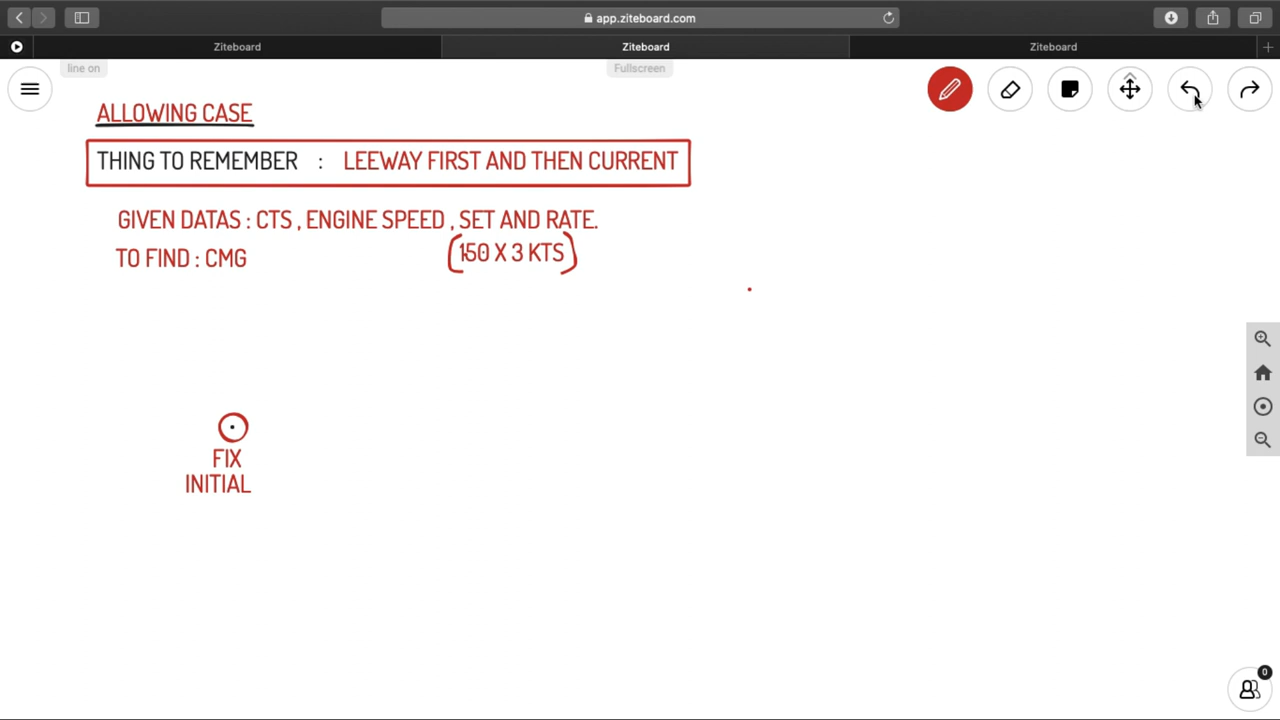 app.ziteboard.com
Ziteboard Ziteboard Ziteboard
line on Fullscreen
ALLOWING CASE
THING TO REMEMBER : LEEWAY FIRST AND THEN CURRENT
GIVEN DATAS : CTS , ENGINE SPEED , SET AND RATE.
(150 X 3 KTS)
TO FIND : CMG
FIX
INITIAL
0